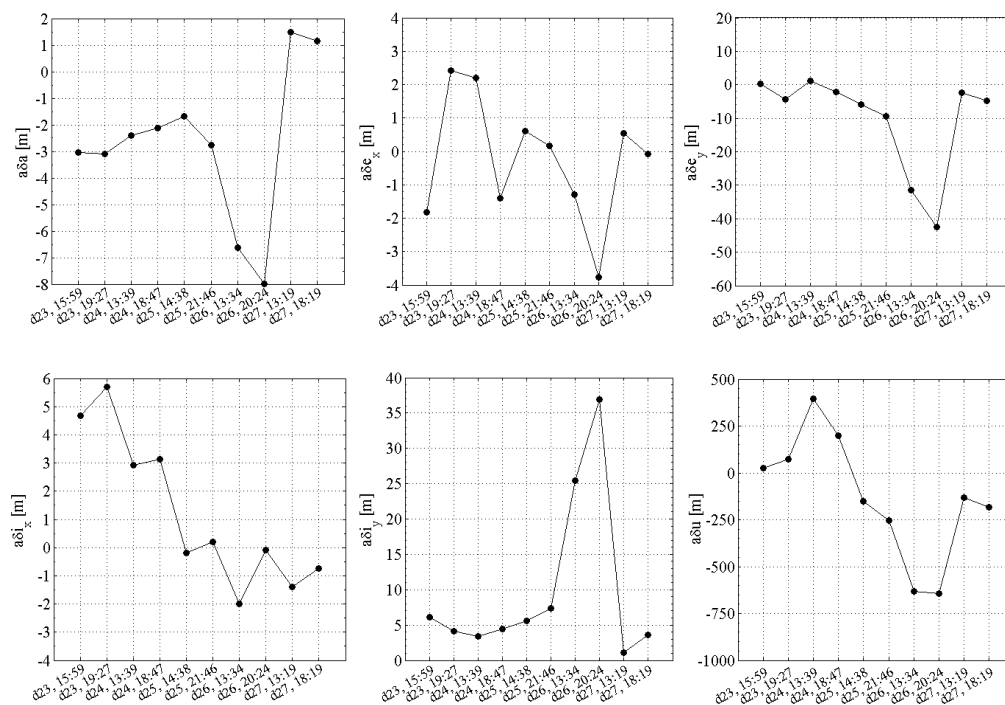 aδa [m]
2
1
0
-1
-2
-3
-4
-5
-6
-7
-8
d23, 15:59
d23, 19:27
d24, 13:39
d24, 18:47
d25, 14:38
d25, 21:46
d26, 13:34
d26, 20:24
d27, 13:19
d27, 18:19
aδe_x [m]
4
3
2
1
0
-1
-2
-3
-4
d23, 15:59
d23, 19:27
d24, 13:39
d24, 18:47
d25, 14:38
d25, 21:46
d26, 13:34
d26, 20:24
d27, 13:19
d27, 18:19
aδe_y [m]
20
10
0
-10
-20
-30
-40
-50
-60
d23, 15:59
d23, 19:27
d24, 13:39
d24, 18:47
d25, 14:38
d25, 21:46
d26, 13:34
d26, 20:24
d27, 13:19
d27, 18:19
aδi_x [m]
6
5
4
3
2
1
0
-1
-2
-3
-4
d23, 15:59
d23, 19:27
d24, 13:39
d24, 18:47
d25, 14:38
d25, 21:46
d26, 13:34
d26, 20:24
d27, 13:19
d27, 18:19
aδi_y [m]
40
35
30
25
20
15
10
5
0
d23, 15:59
d23, 19:27
d24, 13:39
d24, 18:47
d25, 14:38
d25, 21:46
d26, 13:34
d26, 20:24
d27, 13:19
d27, 18:19
aδu [m]
500
250
0
-250
-500
-750
-1000
d23, 15:59
d23, 19:27
d24, 13:39
d24, 18:47
d25, 14:38
d25, 21:46
d26, 13:34
d26, 20:24
d27, 13:19
d27, 18:19